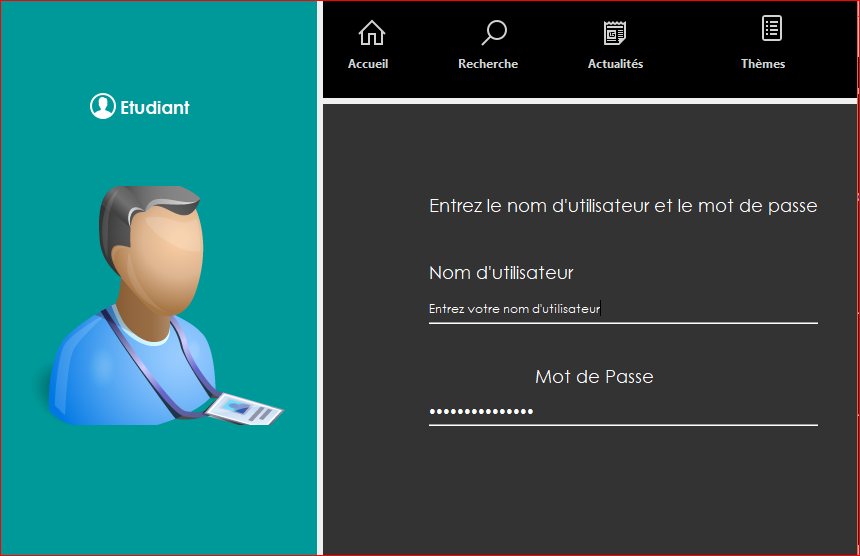 Etudiant
Accueil
Recherche
Actualités
Thèmes
Entrez le nom d'utilisateur et le mot de passe
Nom d'utilisateur
Entrez votre nom d'utilisateur
Mot de Passe
•••••••••••••••